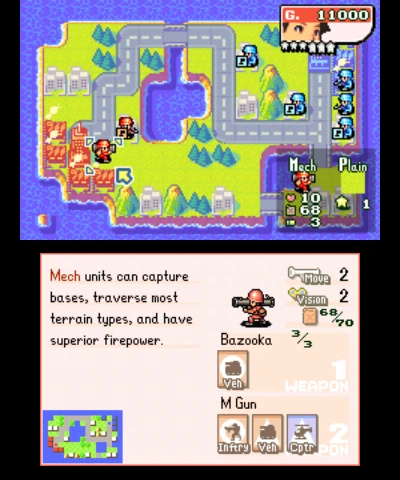 G. 11000
Mech Plain
10
68
3
1
Mech units can capture
bases, traverse most
terrain types, and have
superior firepower.
Move 2
Vision 2
68/70
3/3
Bazooka
Veh
1
WEAPON
M Gun
Inftry Veh Cptr
2